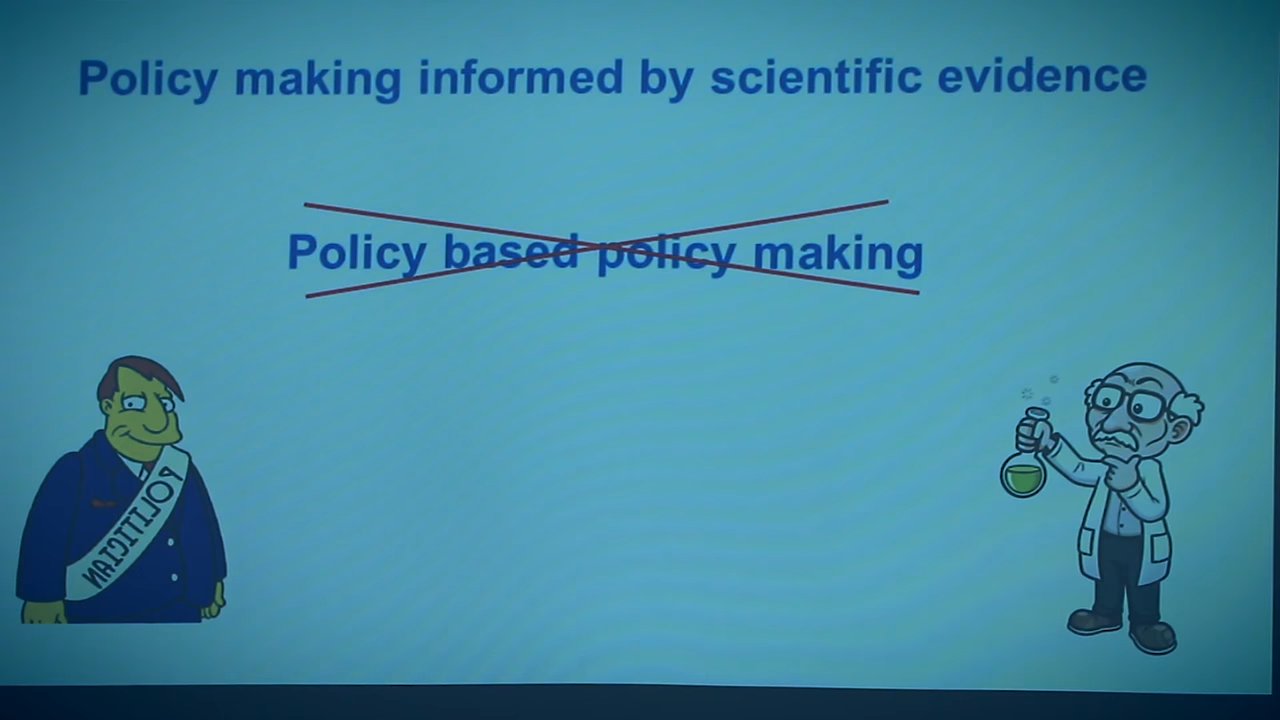 Policy making informed by scientific evidence
Policy based policy making
POLITICIAN